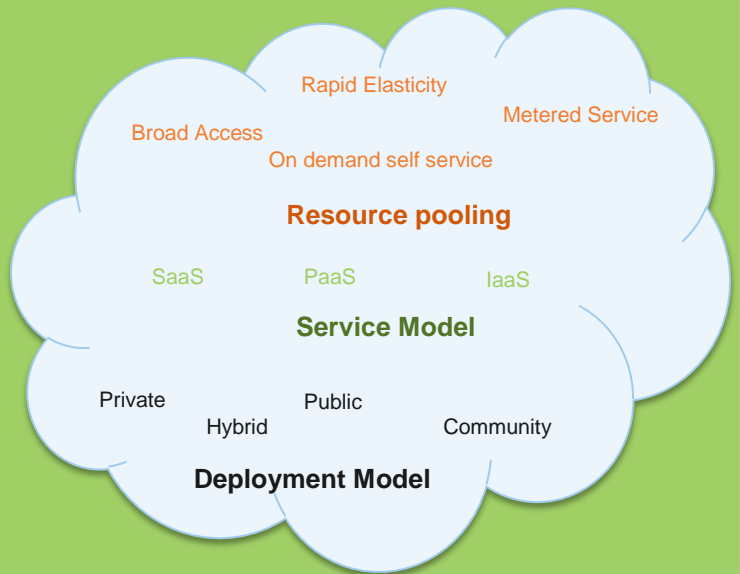 Rapid Elasticity
Metered Service
Broad Access
On demand self service
Resource pooling
SaaS
PaaS
IaaS
Service Model
Private
Public
Hybrid
Community
Deployment Model